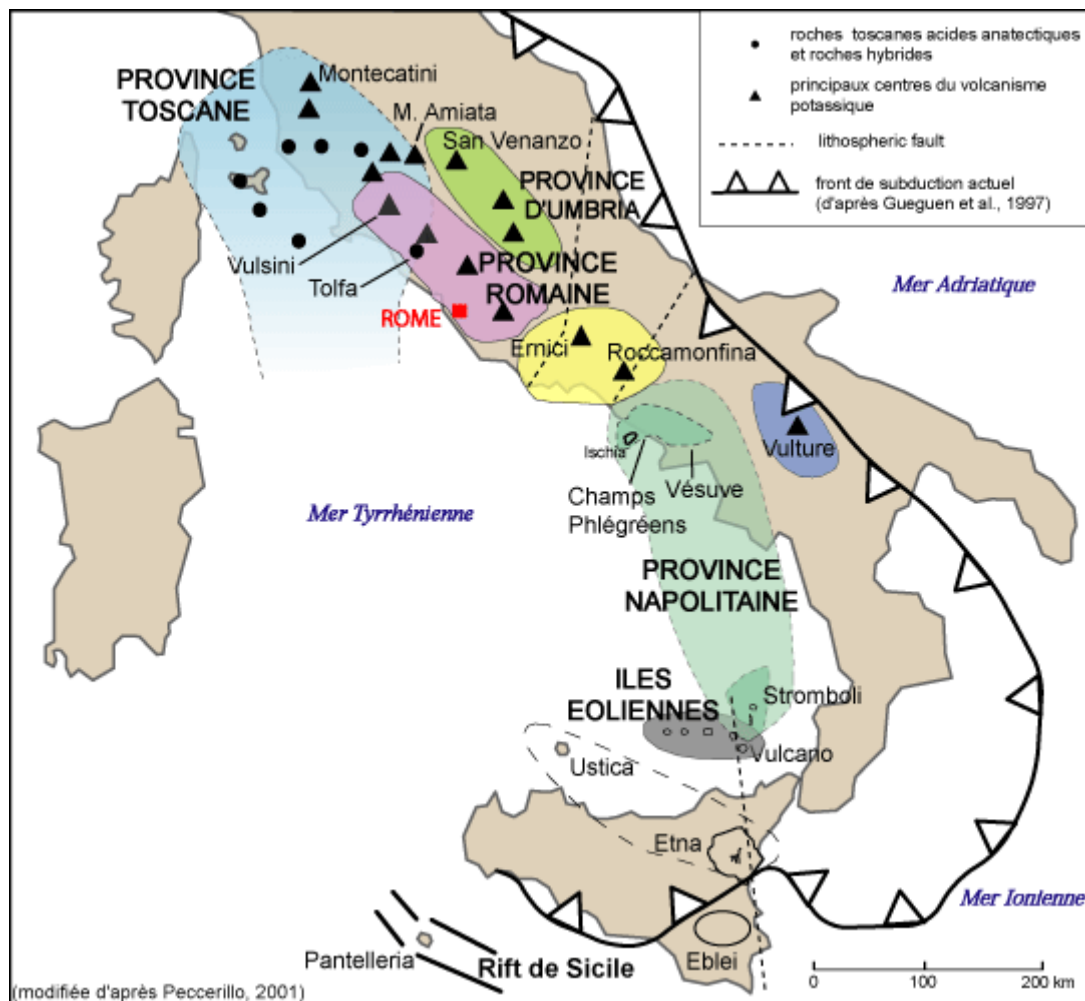 roches toscanes acides anatectiques
et roches hybrides
principaux centres du volcanisme
potassique
lithospheric fault
front de subduction actuel
(d'après Gueguen et al., 1997)
PROVINCE
TOSCANE
Montecatini
M. Amiata
San Venanzo
PROVINCE
D'UMBRIA
Vulsini
Tolfa
PROVINCE
ROMAINE
ROME
Mer Adriatique
Ernici
Roccamonfina
Ischia
Champs
Phlégréens
Vésuve
Vulture
Mer Tyrrhénienne
PROVINCE
NAPOLITAINE
ILES
EOLIENNES
Stromboli
Vulcano
Ustica
Etna
Mer Ionienne
Pantelleria
Rift de Sicile
Eblei
0 100 200 km
(modifiée d'après Peccerillo, 2001)